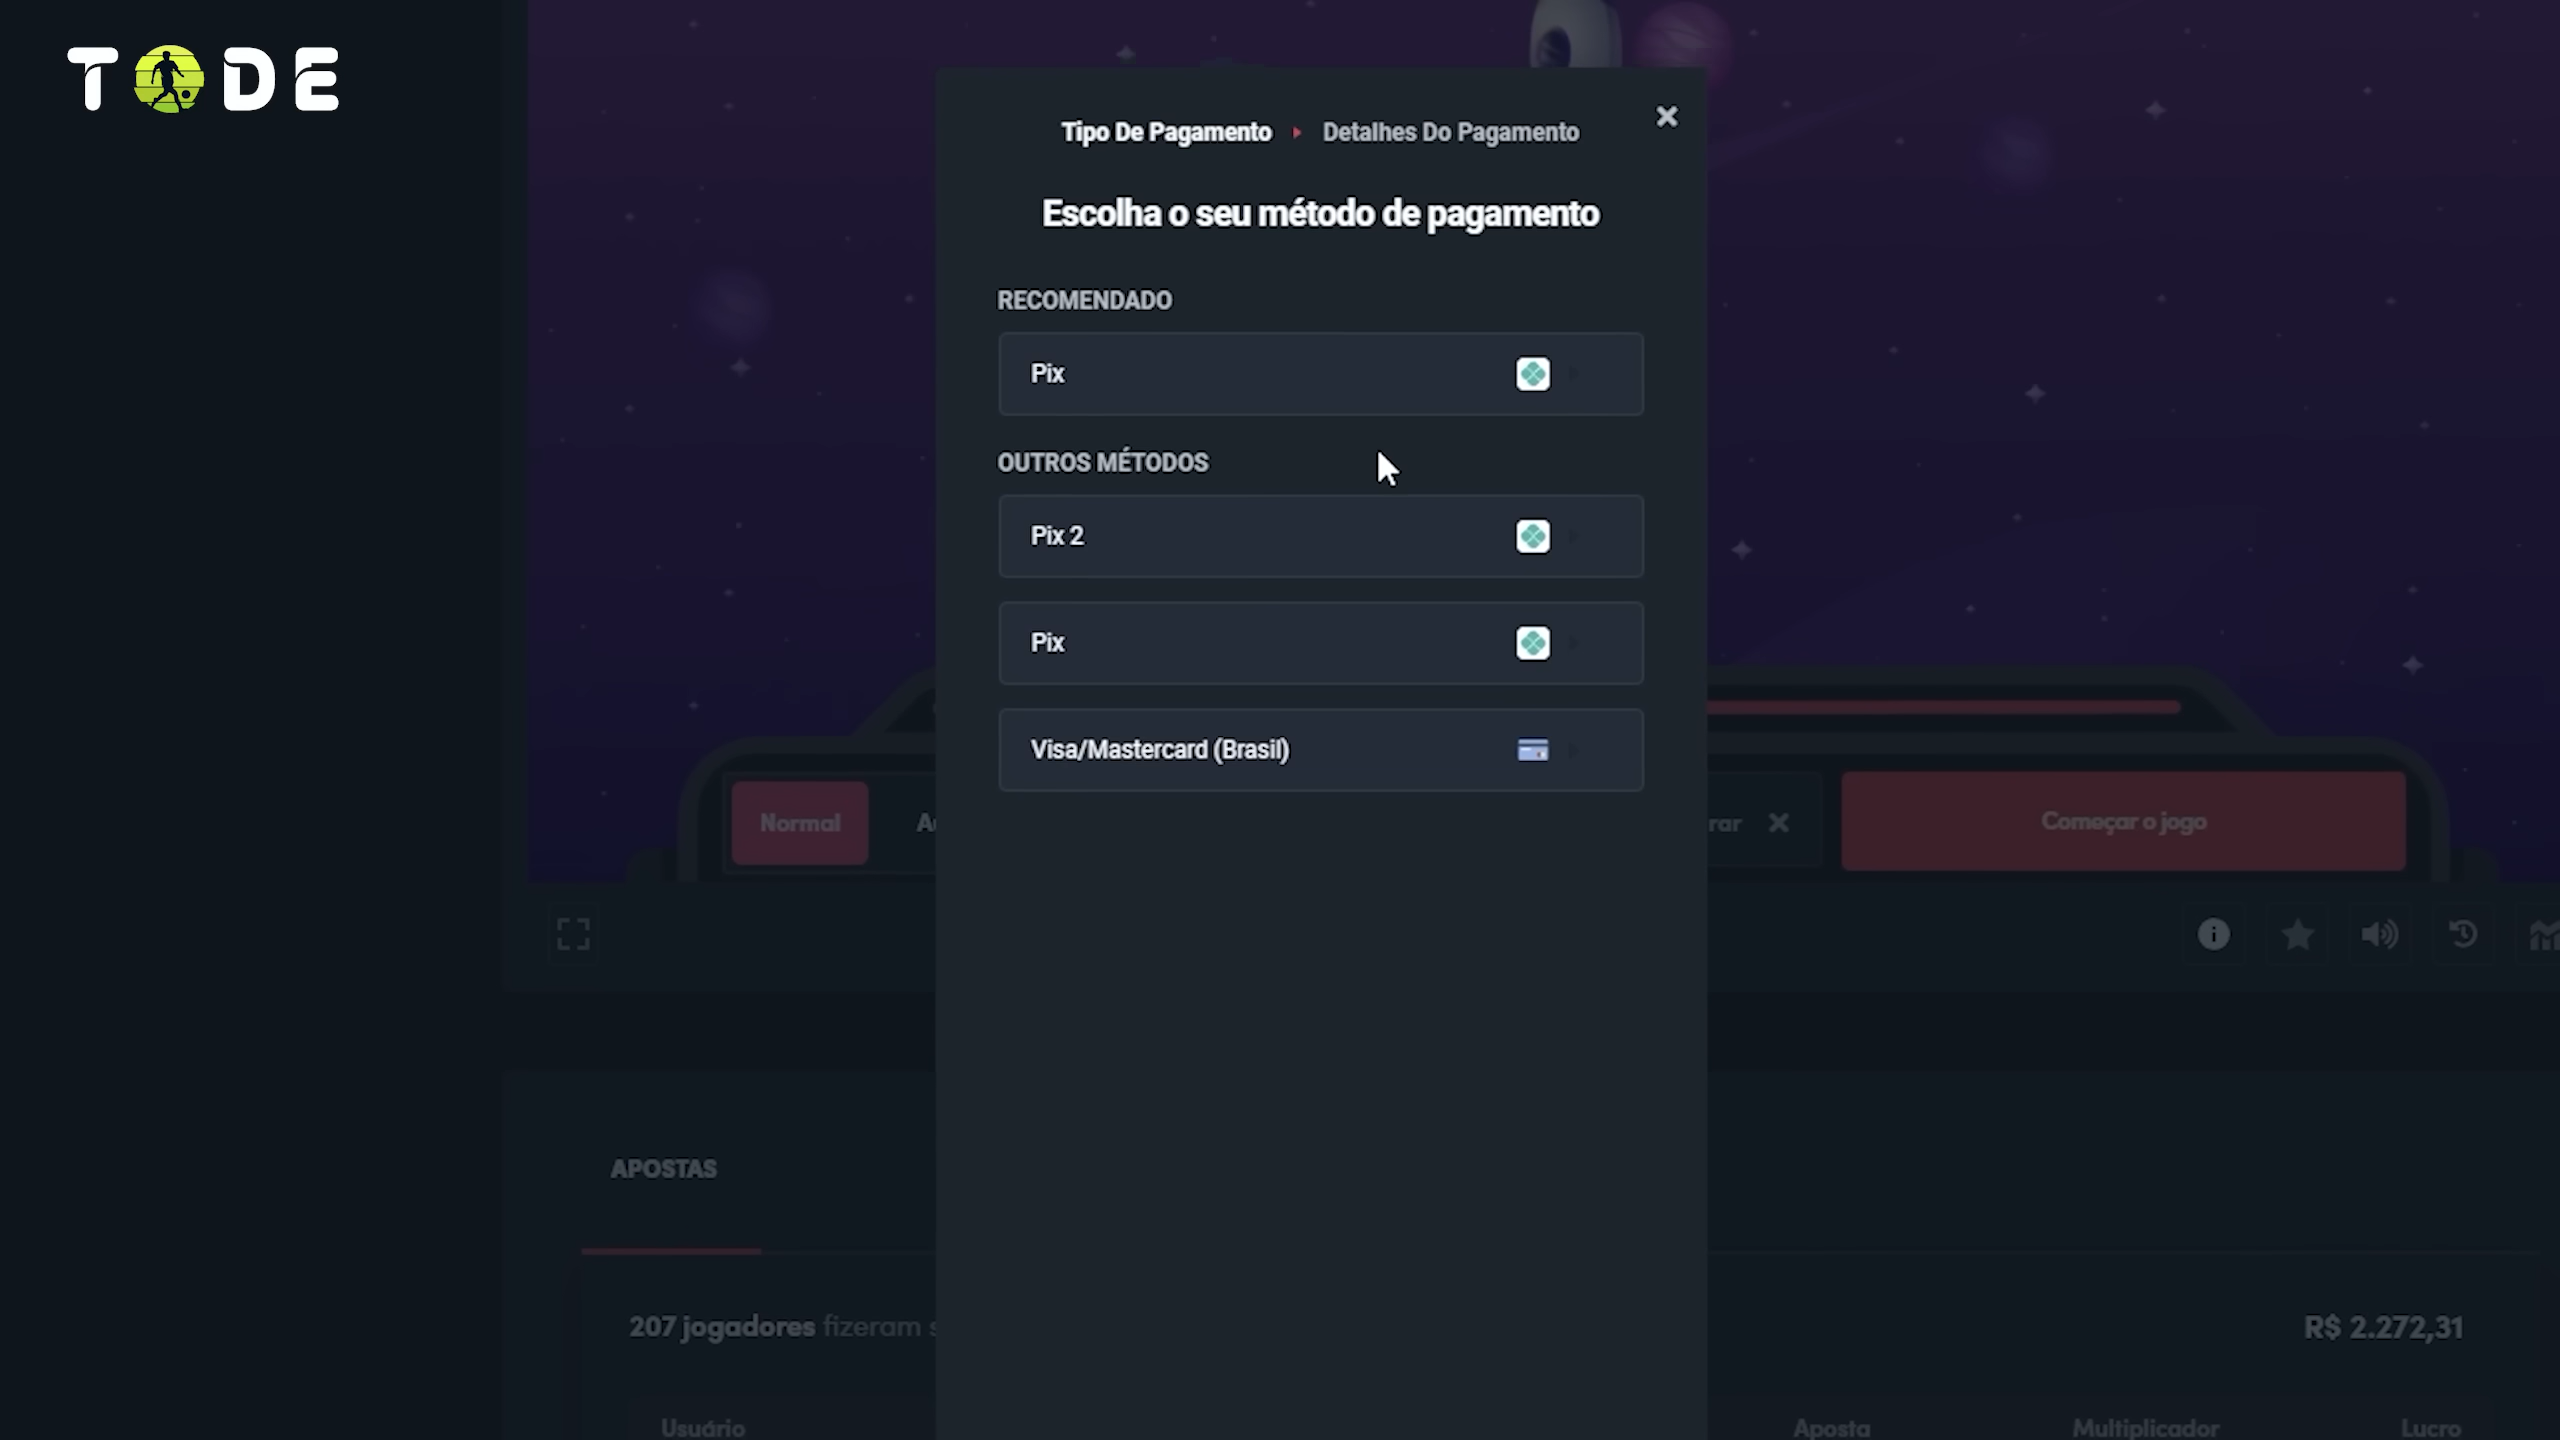 TODE
Tipo De Pagamento
Detalhes Do Pagamento
Escolha o seu método de pagamento
RECOMENDADO
Pix
OUTROS MÉTODOS
Pix 2
Pix
Visa/Mastercard (Brasil)
Normal
rar
Começar o jogo
APOSTAS
207 jogadores fizeram
R$ 2.272,31
Usuário
Aposta
Multiplicador
Lucro